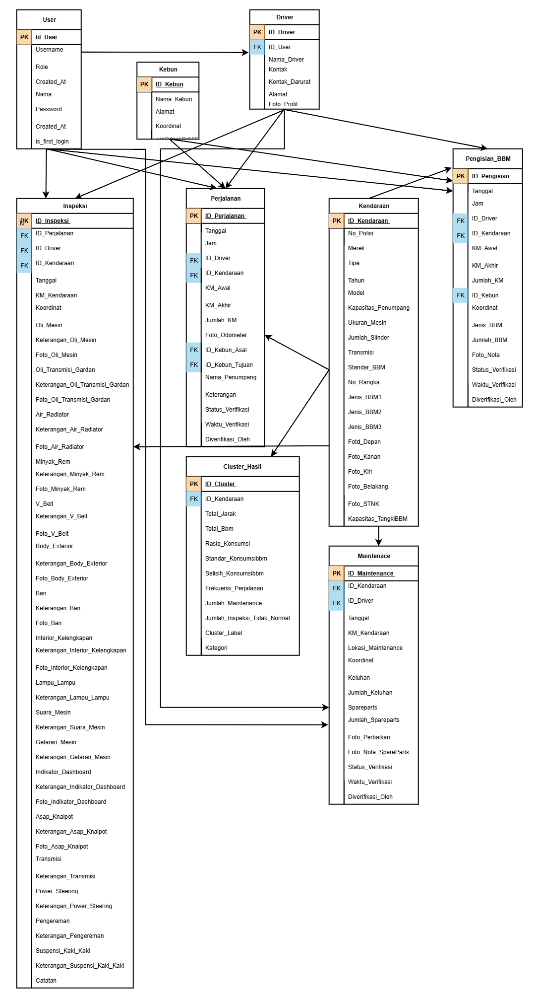 User
PK Id_User
Username
Role
Created_At
Nama
Password
Created_At
is_first_login
Driver
PK ID_Driver
FK ID_User
Nama_Driver
Kontak
Kontak_Darurat
Alamat
Foto_Profil
Kebun
PK ID_Kebun
Nama_Kebun
Alamat
Koordinat
Pengisian_BBM
PK ID_Pengisian
Tanggal
Jam
FK ID_Driver
FK ID_Kendaraan
KM_Awal
KM_Akhir
Jumlah_KM
FK ID_Kebun
Koordinat
Jenis_BBM
Jumlah_BBM
Foto_Nota
Status_Verifikasi
Waktu_Verifikasi
Diverifikasi_Oleh
Inspeksi
PK ID_Inspeksi
N
FK ID_Perjalanan
FK ID_Driver
FK ID_Kendaraan
Tanggal
KM_Kendaraan
Koordinat
Oli_Mesin
Keterangan_Oli_Mesin
Foto_Oli_Mesin
Oli_Transmisi_Gardan
Keterangan_Oli_Transmisi_Gardan
Foto_Oli_Transmisi_Gardan
Air_Radiator
Keterangan_Air_Radiator
Foto_Air_Radiator
Minyak_Rem
Keterangan_Minyak_Rem
Foto_Minyak_Rem
V_Belt
Keterangan_V_Belt
Foto_V_Belt
Body_Exterior
Keterangan_Body_Exterior
Foto_Body_Exterior
Ban
Keterangan_Ban
Foto_Ban
Interior_Kelengkapan
Keterangan_Interior_Kelengkapan
Foto_Interior_Kelengkapan
Lampu_Lampu
Keterangan_Lampu_Lampu
Suara_Mesin
Keterangan_Suara_Mesin
Getaran_Mesin
Keterangan_Getaran_Mesin
Indikator_Dashboard
Keterangan_Indikator_Dashboard
Foto_Indikator_Dashboard
Asap_Knalpot
Keterangan_Asap_Knalpot
Foto_Asap_Knalpot
Transmisi
Keterangan_Transmisi
Power_Steering
Keterangan_Power_Steering
Pengereman
Keterangan_Pengereman
Suspensi_Kaki_Kaki
Keterangan_Suspensi_Kaki_Kaki
Catatan
Perjalanan
PK ID_Perjalanan
Tanggal
Jam
FK ID_Driver
FK ID_Kendaraan
KM_Awal
KM_Akhir
Jumlah_KM
Foto_Odometer
FK ID_Kebun_Asal
FK ID_Kebun_Tujuan
Nama_Penumpang
Keterangan
Status_Verifikasi
Waktu_Verifikasi
Diverifikasi_Oleh
Kendaraan
PK ID_Kendaraan
No_Polisi
Merek
Tipe
Tahun
Model
Kapasitas_Penumpang
Ukuran_Mesin
Jumlah_Slinder
Transmisi
Standar_BBM
No_Rangka
Jenis_BBM1
Jenis_BBM2
Jenis_BBM3
Foto_Depan
Foto_Kanan
Foto_Kiri
Foto_Belakang
Foto_STNK
Kapasitas_TangkiBBM
Cluster_Hasil
PK ID_Cluster
FK ID_Kendaraan
Total_Jarak
Total_Bbm
Rasio_Konsumsi
Standar_Konsumsibbm
Selisih_Konsumsibbm
Frekuensi_Perjalanan
Jumlah_Maintenance
Jumlah_Inspeksi_Tidak_Normal
Cluster_Label
Kategori
Maintenace
PK ID_Maintenance
FK ID_Kendaraan
FK ID_Driver
Tanggal
KM_Kendaraan
Lokasi_Maintenance
Koordinat
Keluhan
Jumlah_Keluhan
Spareparts
Jumlah_Spareparts
Foto_Perbaikan
Foto_Nota_SpareParts
Status_Verifikasi
Waktu_Verifikasi
Diverifikasi_Oleh